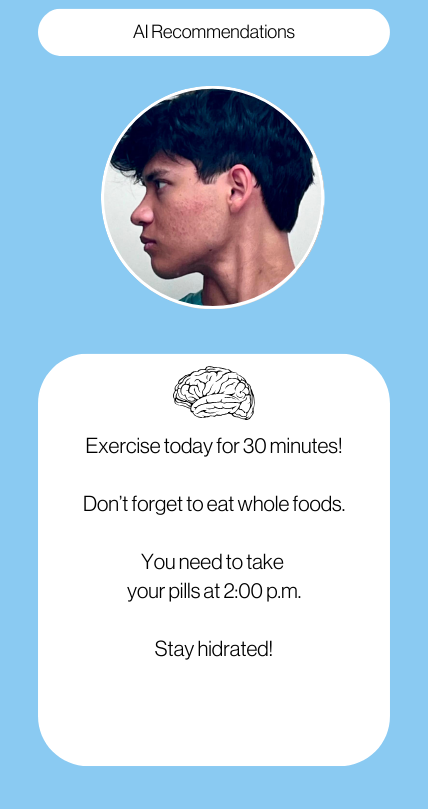 AI Recommendations
Exercise today for 30 minutes!
Don't forget to eat whole foods.
You need to take
your pills at 2:00 p.m.
Stay hidrated!